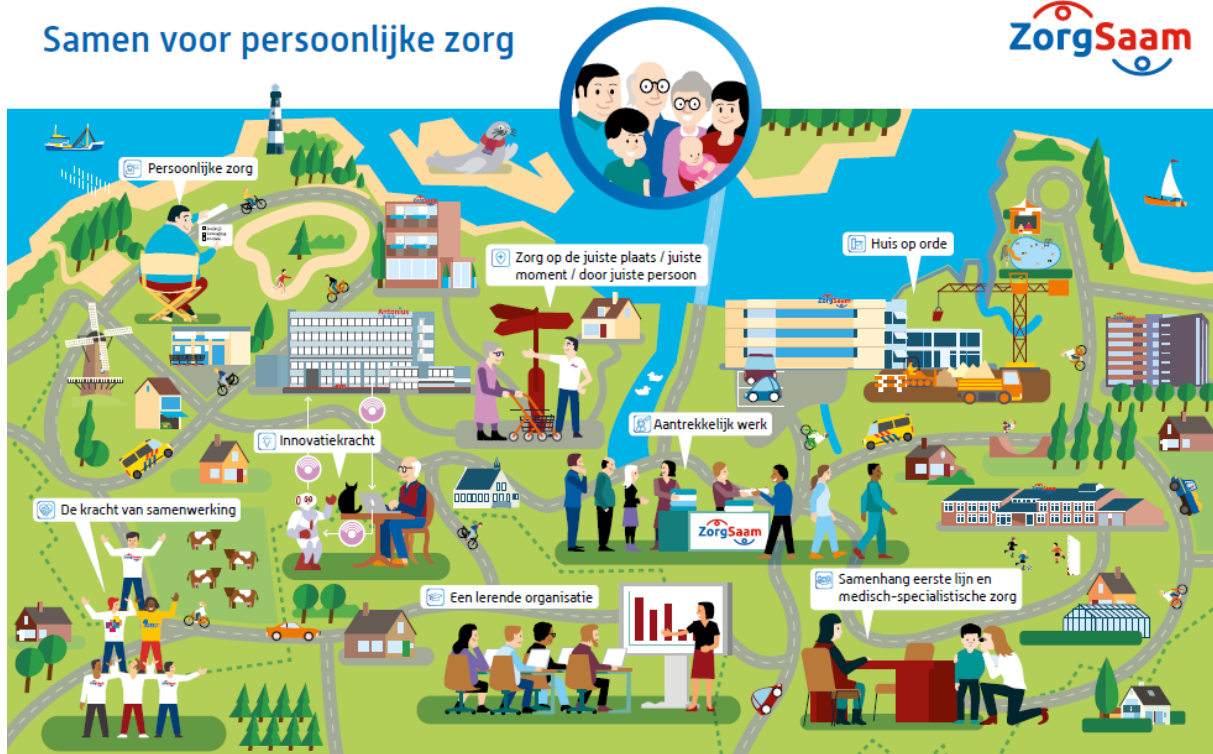 Samen voor persoonlijke zorg
ZorgSaam
Persoonlijke zorg
Zorg op de juiste plaats / juiste
moment / door juiste persoon
Huis op orde
ZorgSaam
Antonius
Innovatiekracht
Aantrekkelijk werk
De kracht van samenwerking
ZorgSaam
Een lerende organisatie
Samenhang eerste lijn en
medisch-specialistische zorg